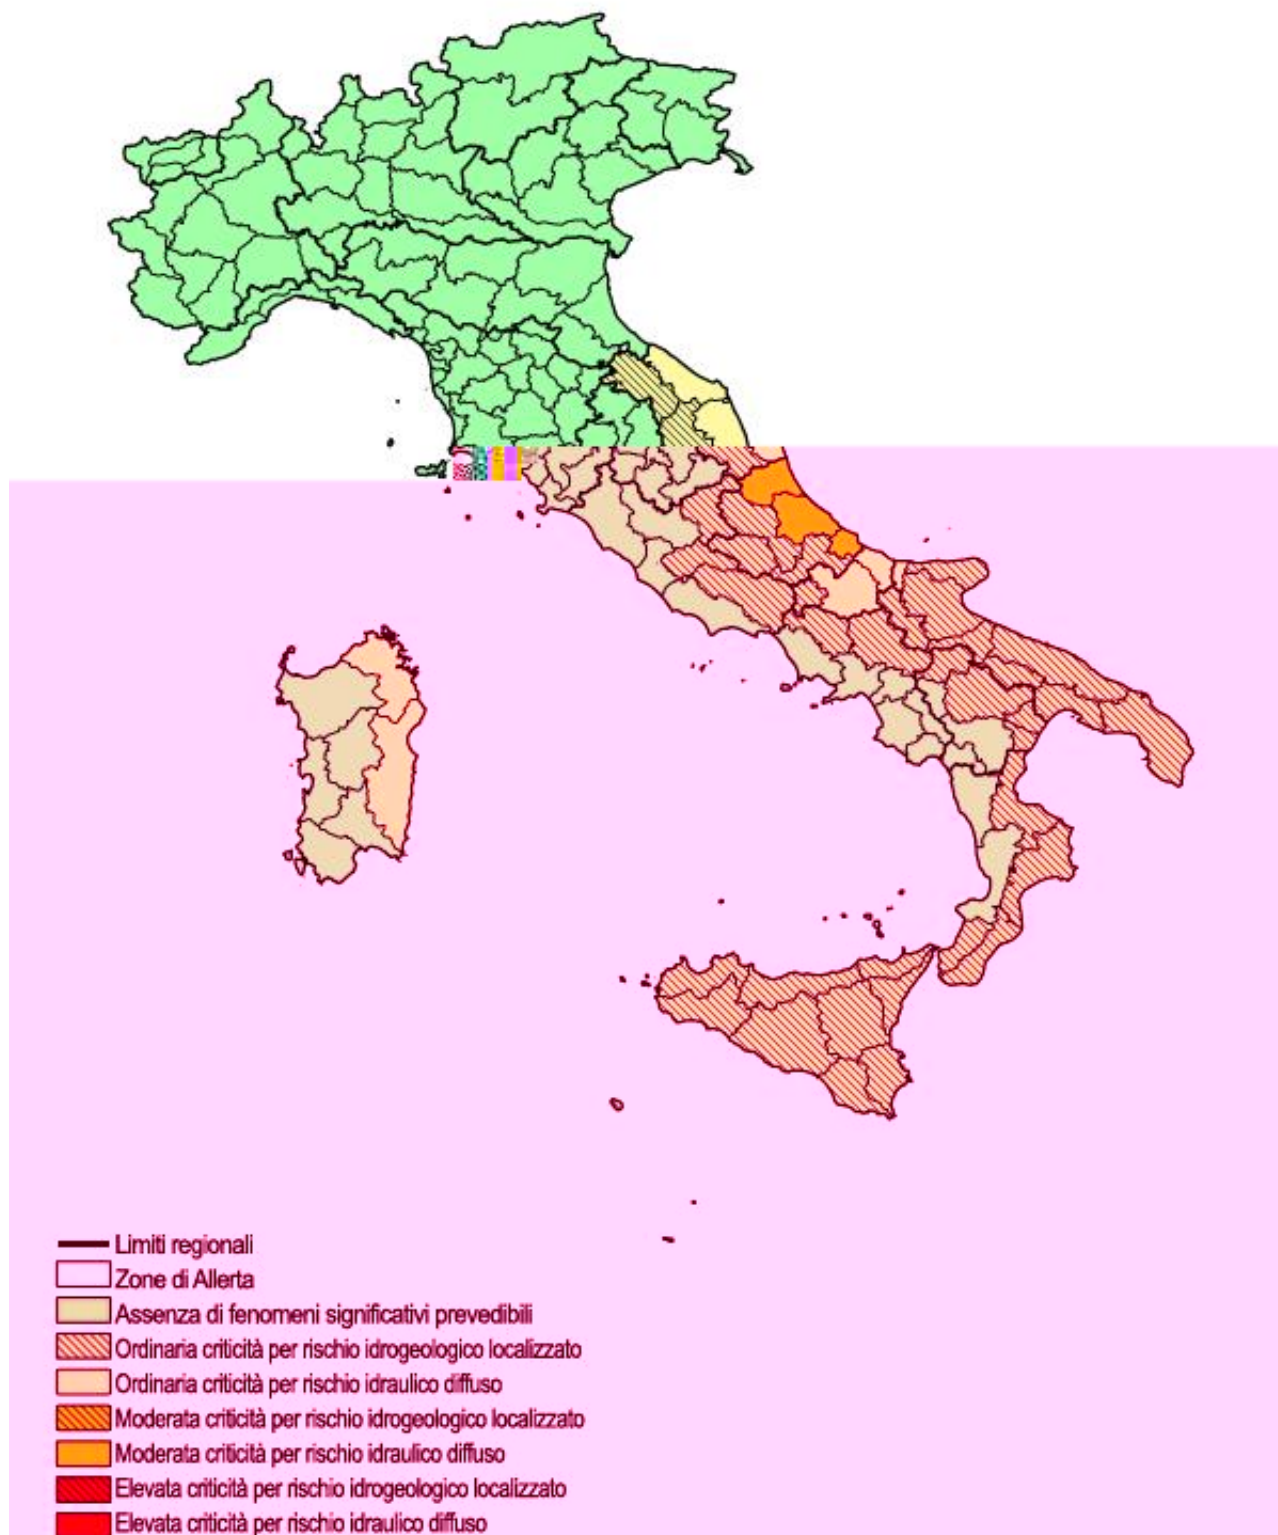 Limiti regionali
Zone di Allerta
Assenza di fenomeni significativi prevedibili
Ordinaria criticità per rischio idrogeologico localizzato
Ordinaria criticità per rischio idraulico diffuso
Moderata criticità per rischio idrogeologico localizzato
Moderata criticità per rischio idraulico diffuso
Elevata criticità per rischio idrogeologico localizzato
Elevata criticità per rischio idraulico diffuso